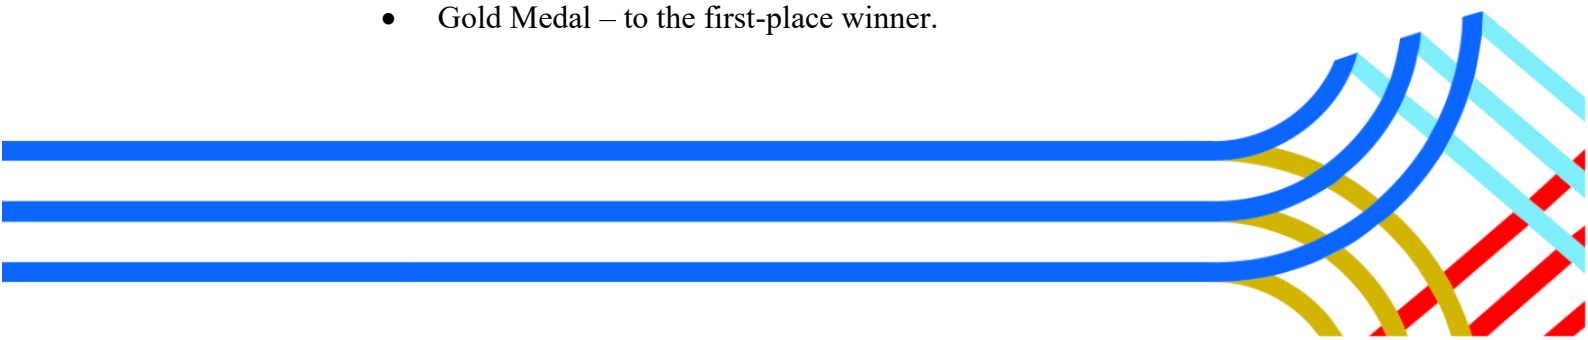 • Gold Medal – to the first-place winner.